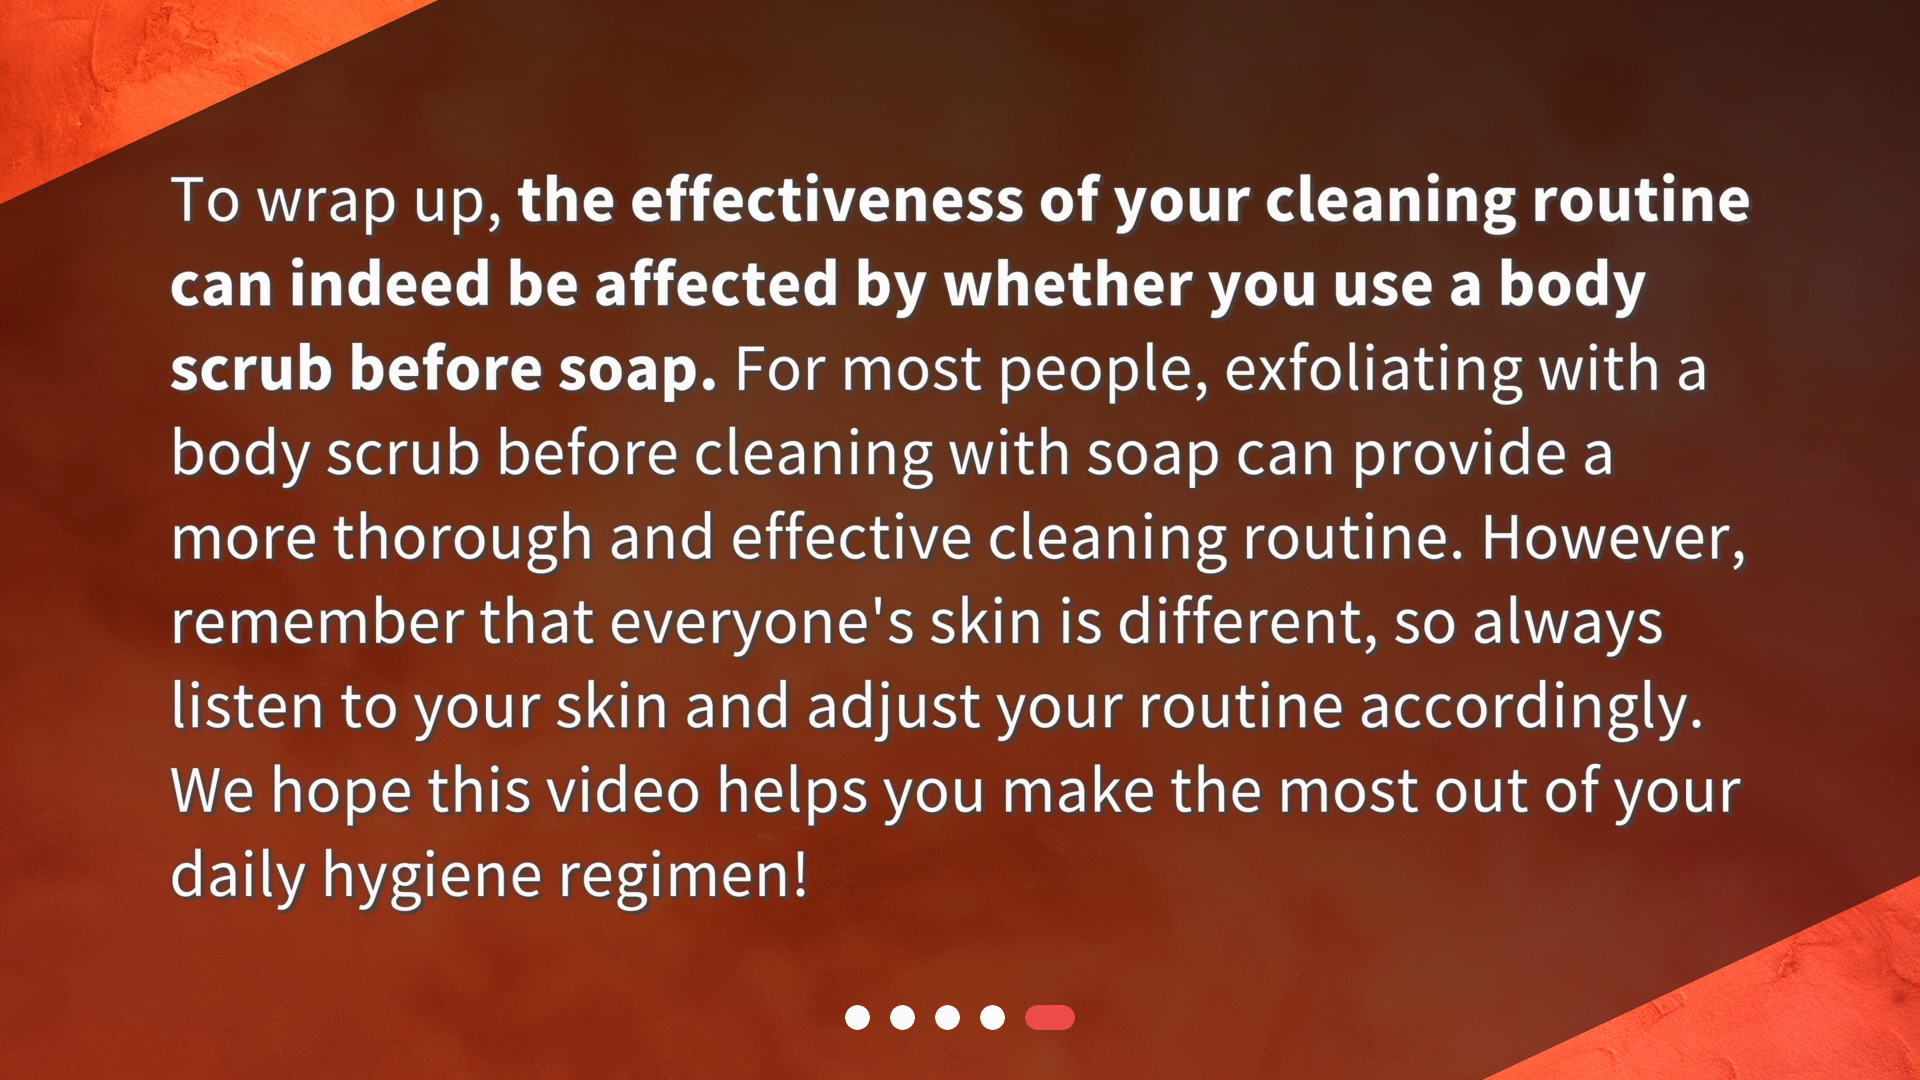 To wrap up, the effectiveness of your cleaning routine
can indeed be affected by whether you use a body
scrub before soap. For most people, exfoliating with a
body scrub before cleaning with soap can provide a
more thorough and effective cleaning routine. However,
remember that everyone's skin is different, so always
listen to your skin and adjust your routine accordingly.
We hope this video helps you make the most out of your
daily hygiene regimen!